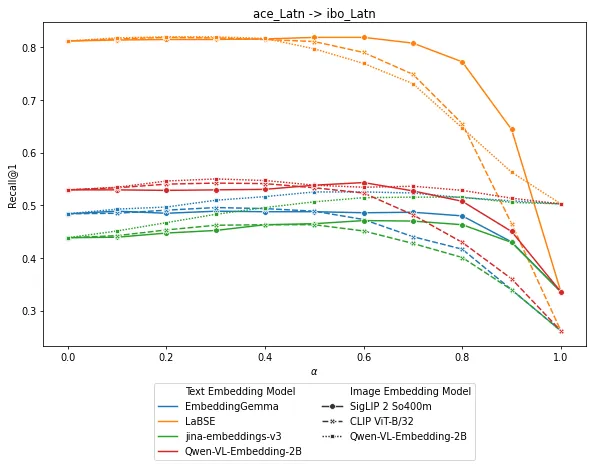 ace_Latn -> ibo_Latn
Recall@1
0.8
0.7
0.6
0.5
0.4
0.3
0.0
0.2
0.4
0.6
0.8
1.0
α
Text Embedding Model
EmbeddingGemma
LaBSE
jina-embeddings-v3
Qwen-VL-Embedding-2B
Image Embedding Model
SigLIP 2 So400m
CLIP ViT-B/32
Qwen-VL-Embedding-2B